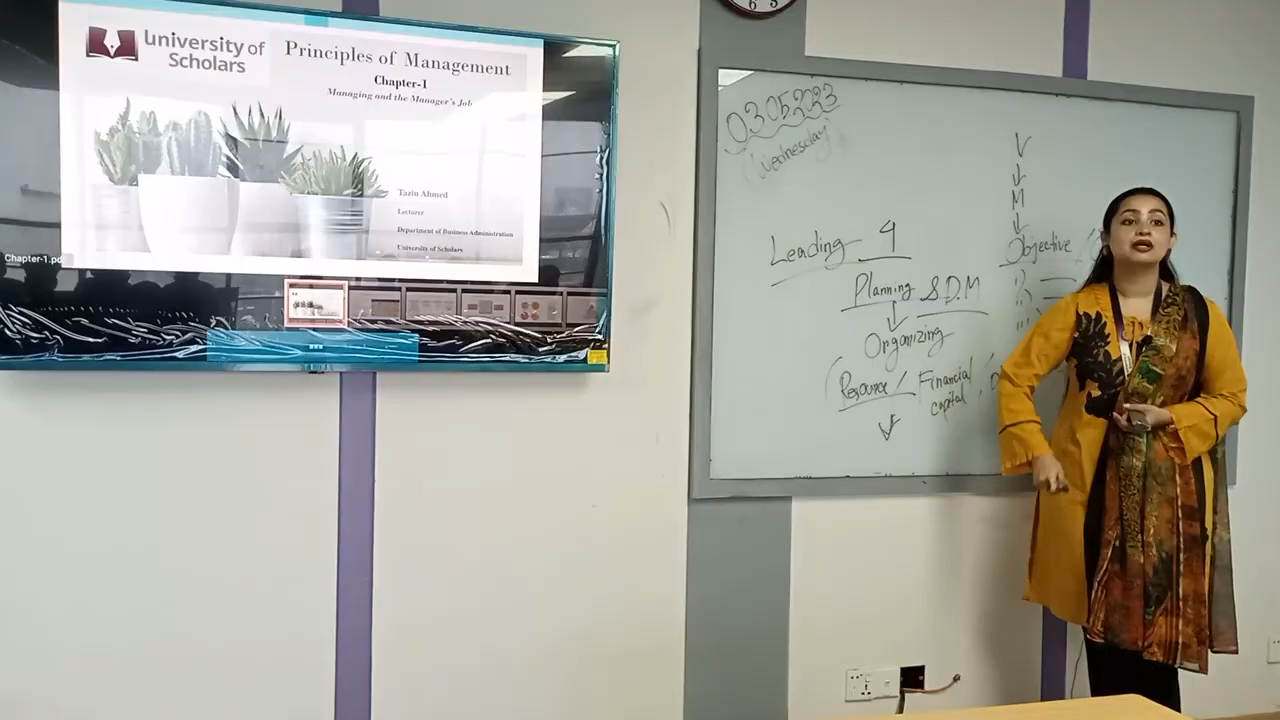 University of
Scholars
Principles of Management
Chapter-1
Managing and the Manager's Job
Tazin Ahmed
Lecturer
Department of Business Administration
University of Scholars
Chapter-1.pd
03.05.2023
Wednesday
Leading 4
Planning S.D.M
Organizing
(Resource / Financial
capital,
V
M
Objective